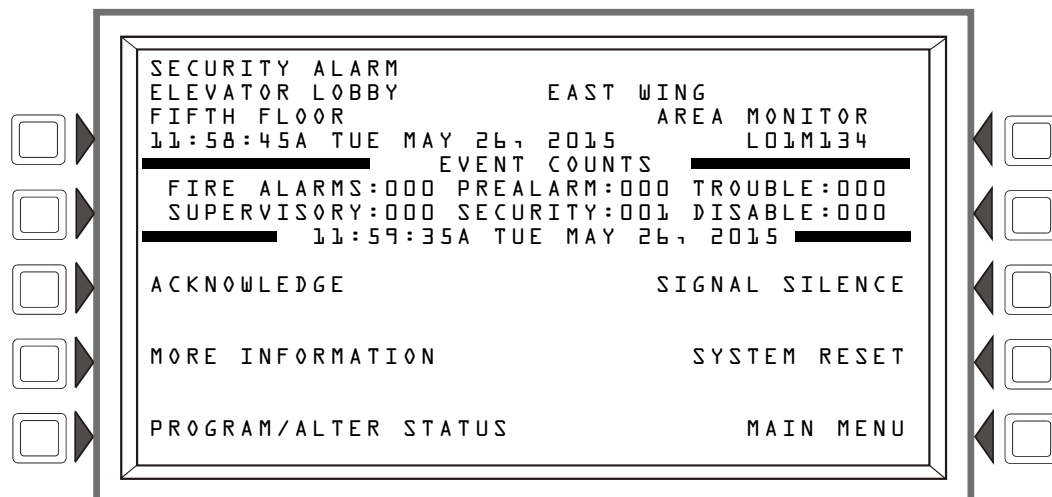 SECURITY ALARM
ELEVATOR LOBBY EAST WING
FIFTH FLOOR AREA MONITOR
11:58:45A TUE MAY 26, 2015 L01M134
EVENT COUNTS
FIRE ALARMS:000 PREALARM:000 TROUBLE:000
SUPERVISORY:000 SECURITY:001 DISABLE:000
11:59:35A TUE MAY 26, 2015
ACKNOWLEDGE SIGNAL SILENCE
MORE INFORMATION SYSTEM RESET
PROGRAM/ALTER STATUS MAIN MENU